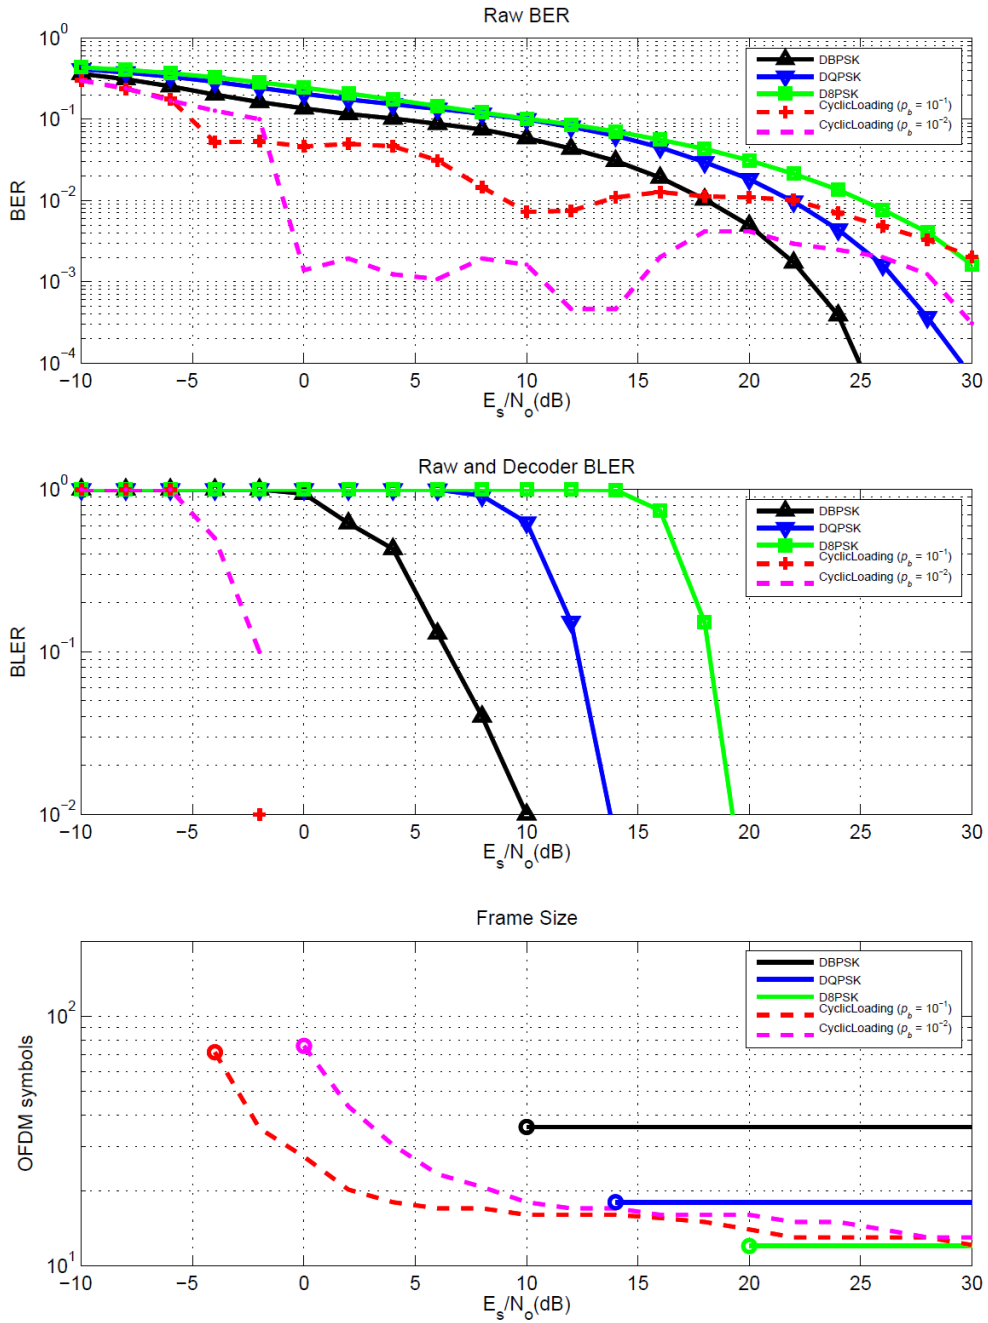 Raw BER
10^0
10^-1
10^-2
10^-3
10^-4
BER
−10 −5 0 5 10 15 20 25 30
E_s/N_o(dB)
DBPSK
DQPSK
D8PSK
CyclicLoading (p_b = 10^-1)
CyclicLoading (p_b = 10^-2)
Raw and Decoder BLER
10^0
10^-1
10^-2
BLER
−10 −5 0 5 10 15 20 25 30
E_s/N_o(dB)
DBPSK
DQPSK
D8PSK
CyclicLoading (p_b = 10^-1)
CyclicLoading (p_b = 10^-2)
Frame Size
10^2
10^1
OFDM symbols
−10 −5 0 5 10 15 20 25 30
E_s/N_o(dB)
DBPSK
DQPSK
D8PSK
CyclicLoading (p_b = 10^-1)
CyclicLoading (p_b = 10^-2)